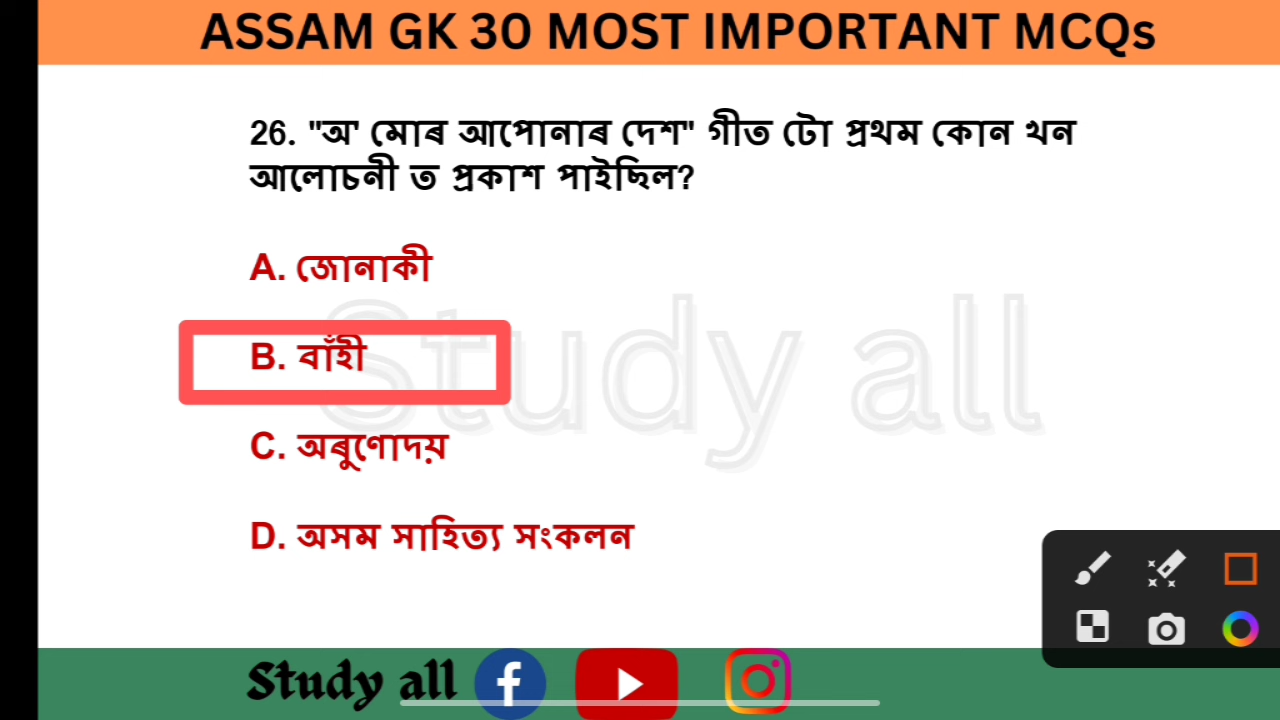 ASSAM GK 30 MOST IMPORTANT MCQs
26. "অ' মোৰ আপোনাৰ দেশ" গীত টো প্ৰথম কোন খন
আলোচনী ত প্ৰকাশ পাইছিল?
A. জোনাকী
B. বাঁহী
C. অৰুণোদয়
D. অসম সাহিত্য সংকলন
Study all
Study all